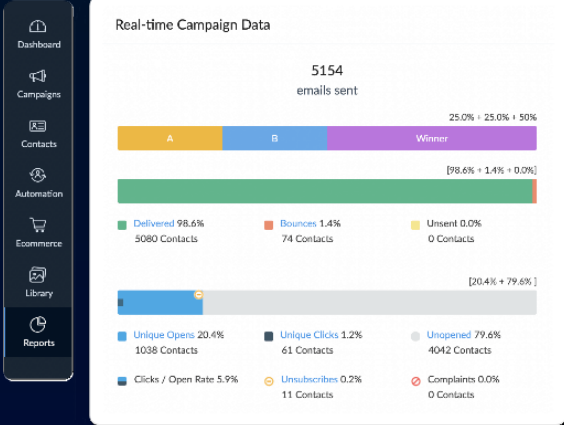 Dashboard
Campaigns
Contacts
Automation
Ecommerce
Library
Reports
Real-time Campaign Data
5154
emails sent
25.0% + 25.0% + 50%
A B Winner
[98.6% + 1.4% + 0.0%]
Delivered 98.6% Bounces 1.4% Unsent 0.0%
5080 Contacts 74 Contacts 0 Contacts
[20.4% + 79.6% ]
Unique Opens 20.4% Unique Clicks 1.2% Unopened 79.6%
1038 Contacts 61 Contacts 4042 Contacts
Clicks / Open Rate 5.9% Unsubscribes 0.2% Complaints 0.0%
11 Contacts 0 Contacts